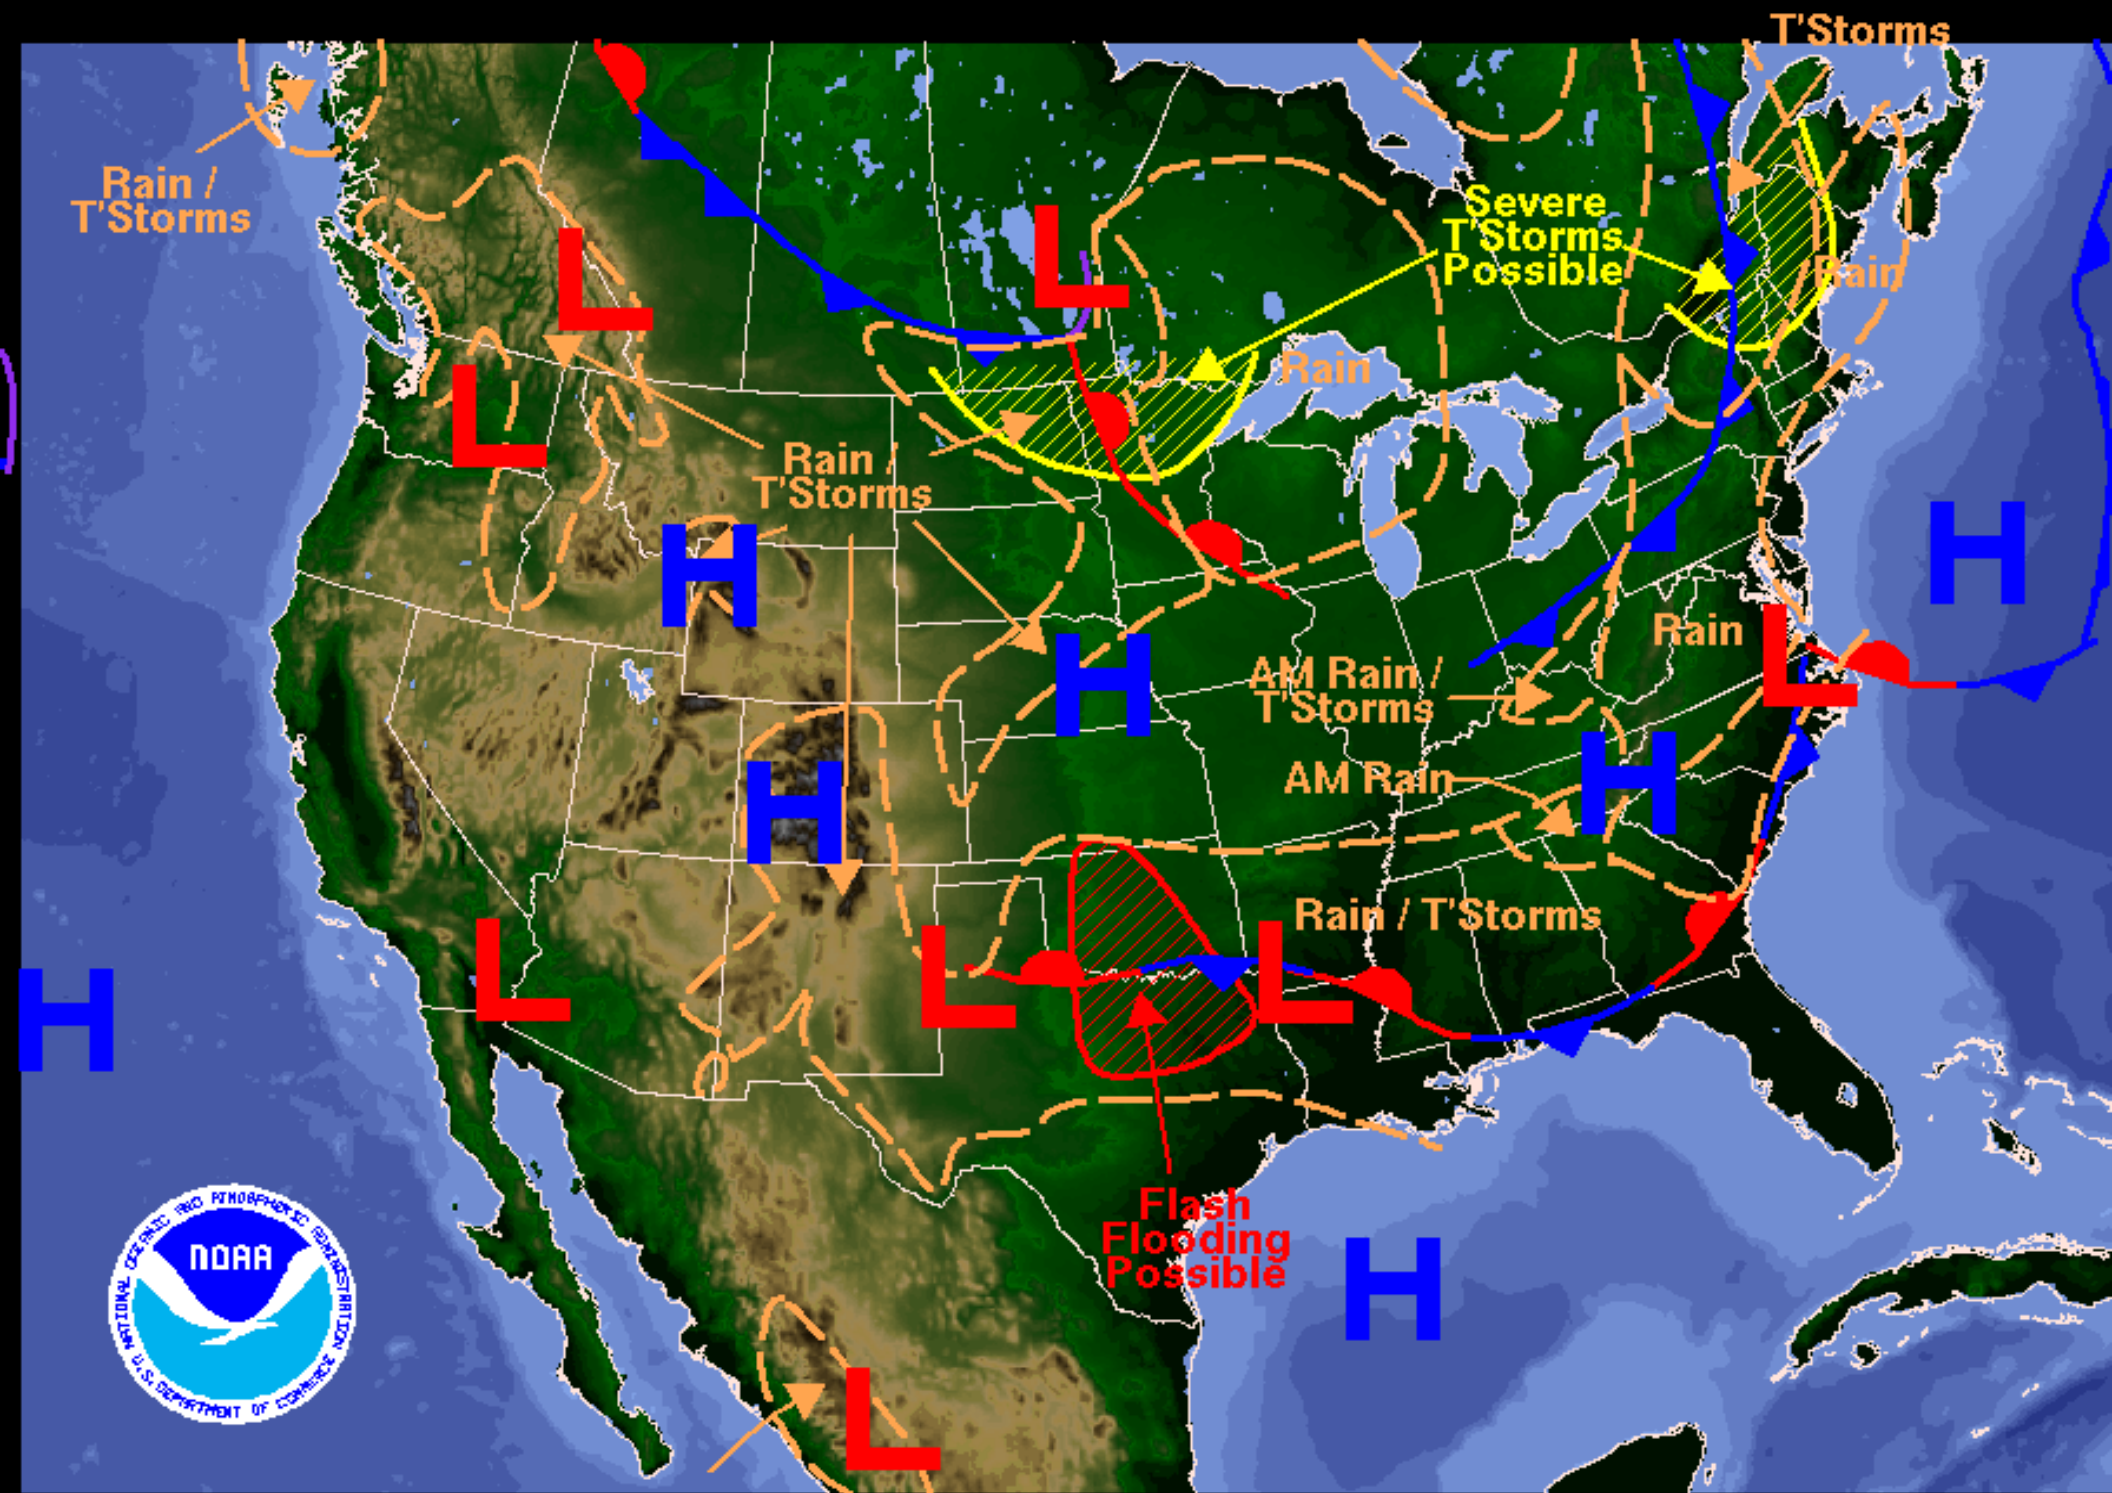 T'Storms
Rain /
T'Storms
Severe
T'Storms
Possible
Rain
Rain
Rain /
T'Storms
Rain
AM Rain /
T'Storms
AM Rain
Rain / T'Storms
Flash
Flooding
Possible
H
H
H
H
H
H
H
L
L
L
L
L
L
L
L
NOAA
NATIONAL OCEANIC AND ATMOSPHERIC ADMINISTRATION
U.S. DEPARTMENT OF COMMERCE